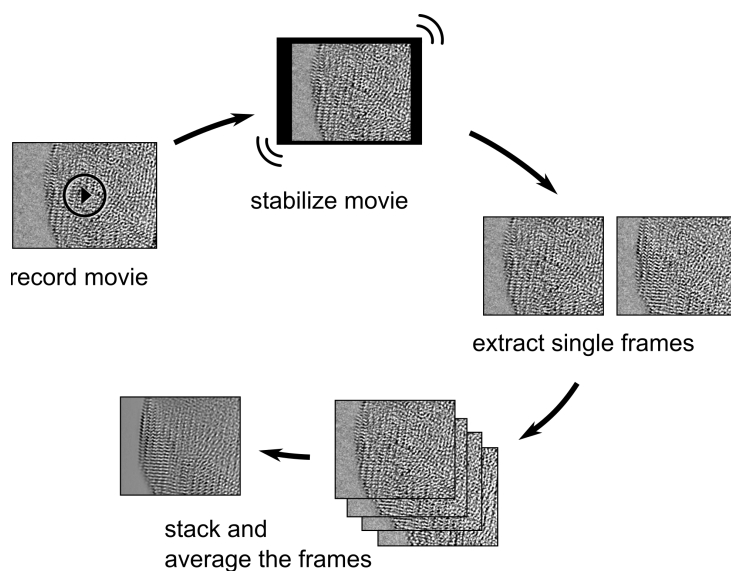 record movie
stabilize movie
extract single frames
stack and
average the frames